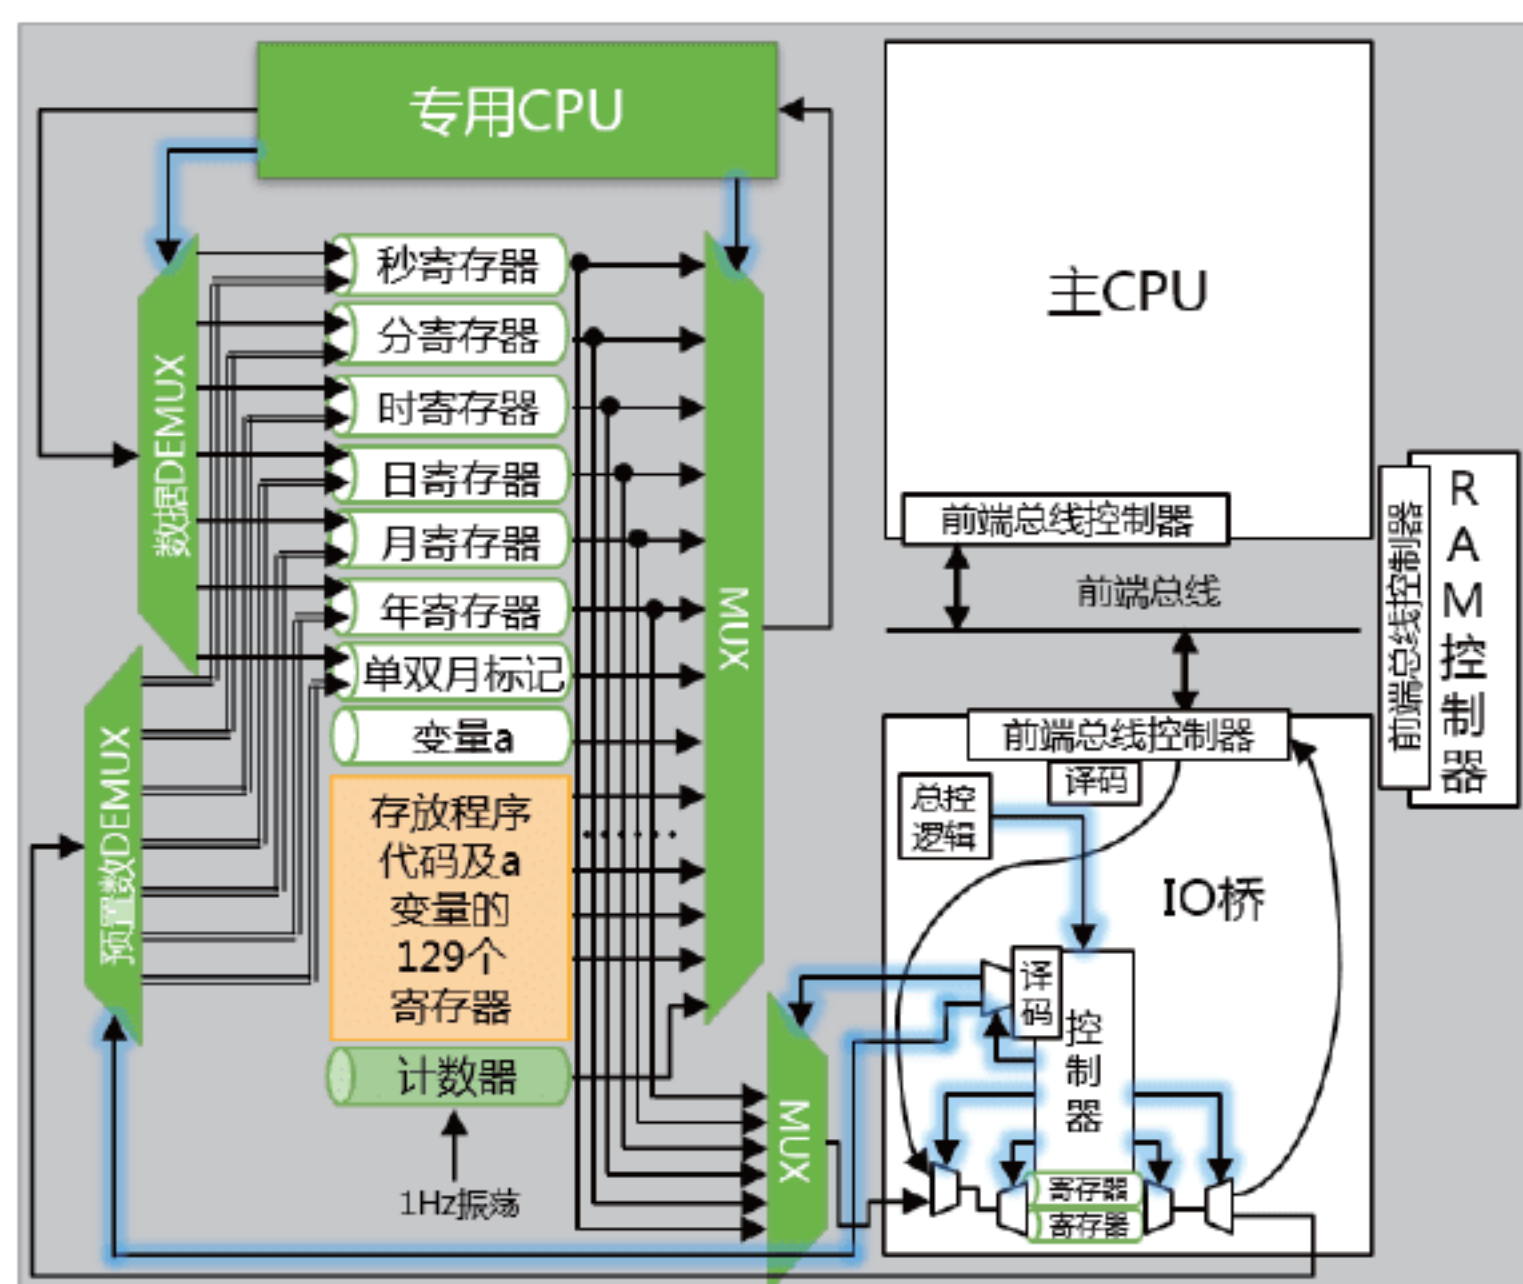 专用CPU
数据DEMUX
预置数DEMUX
秒寄存器
分寄存器
时寄存器
日寄存器
月寄存器
年寄存器
单双月标记
变量a
存放程序
代码及a
变量的
129个
寄存器
......
计数器
1Hz振荡
MUX
MUX
主CPU
前端总线控制器
前端总线
前端总线控制器
RAM控制器
前端总线控制器
译码
总控
逻辑
IO桥
译码
控制器
寄存器
寄存器